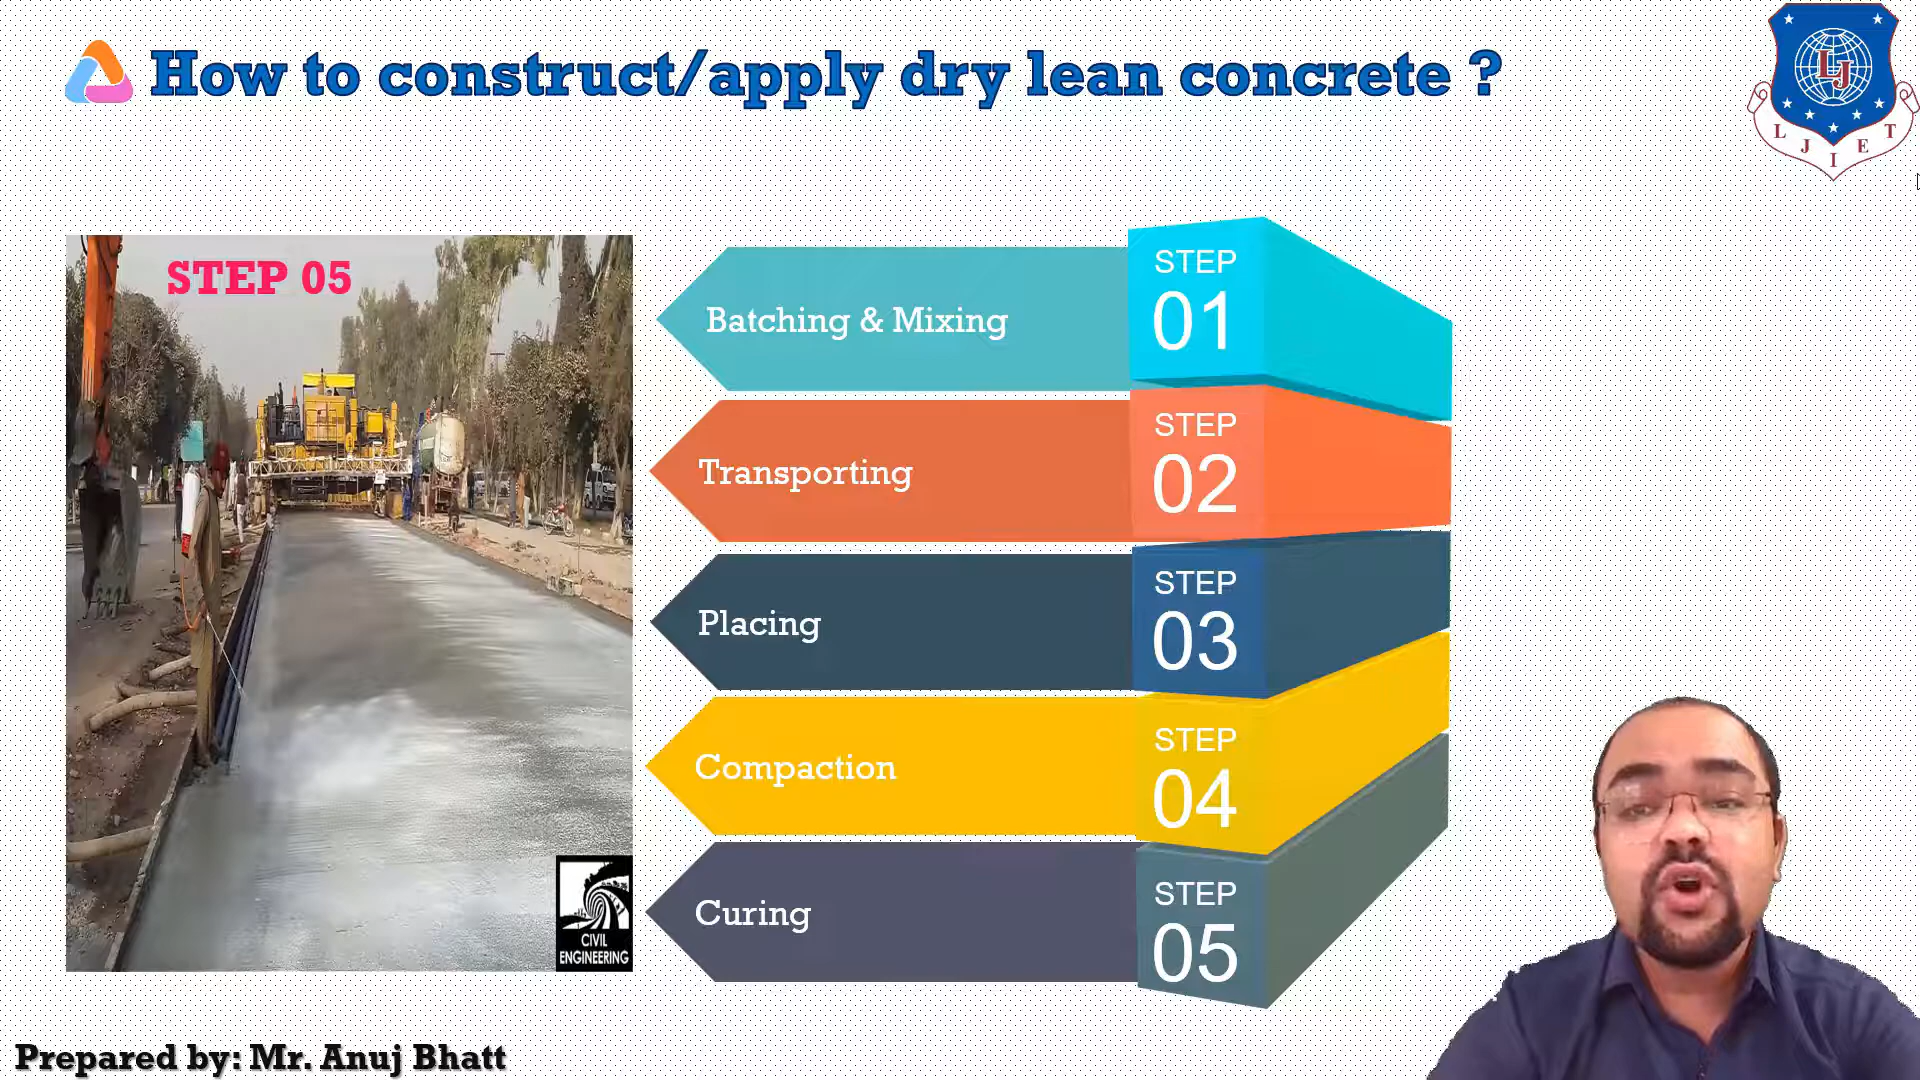 How to construct/apply dry lean concrete ?
L J I E T
LJ
STEP 05
CIVIL
ENGINEERING
Batching & Mixing
STEP
01
Transporting
STEP
02
Placing
STEP
03
Compaction
STEP
04
Curing
STEP
05
Prepared by: Mr. Anuj Bhatt